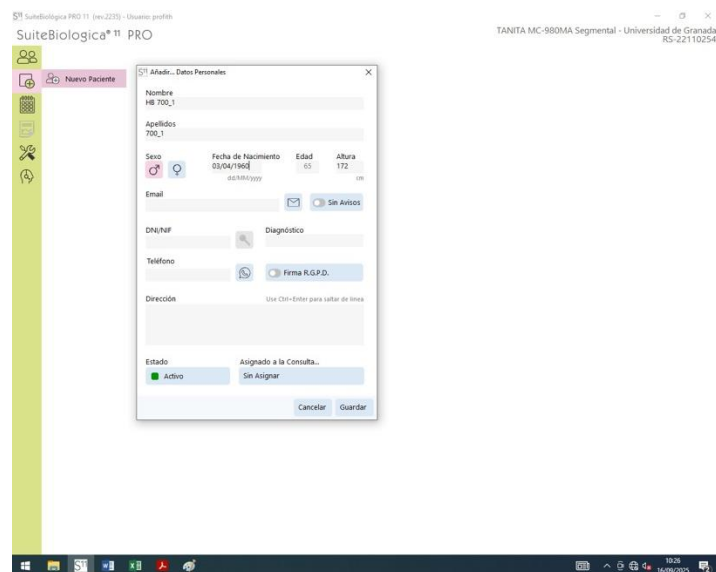 SuiteBiológica PRO 11 (rev.2235) - Usuario: profith
SuiteBiologica® 11 PRO
TANITA MC-980MA Segmental - Universidad de Granada
RS-22110254
Nuevo Paciente
Añadir... Datos Personales
Nombre
HB 700_1
Apellidos
700_1
Sexo Fecha de Nacimiento Edad Altura
03/04/1960 65 172
dd/MM/yyyy cm
Email
Sin Avisos
DNI/NIF Diagnóstico
Teléfono
Firma R.G.P.D.
Dirección Use Ctrl+Enter para saltar de línea
Estado Asignado a la Consulta...
Activo Sin Asignar
Cancelar Guardar
10:26
16/09/2025